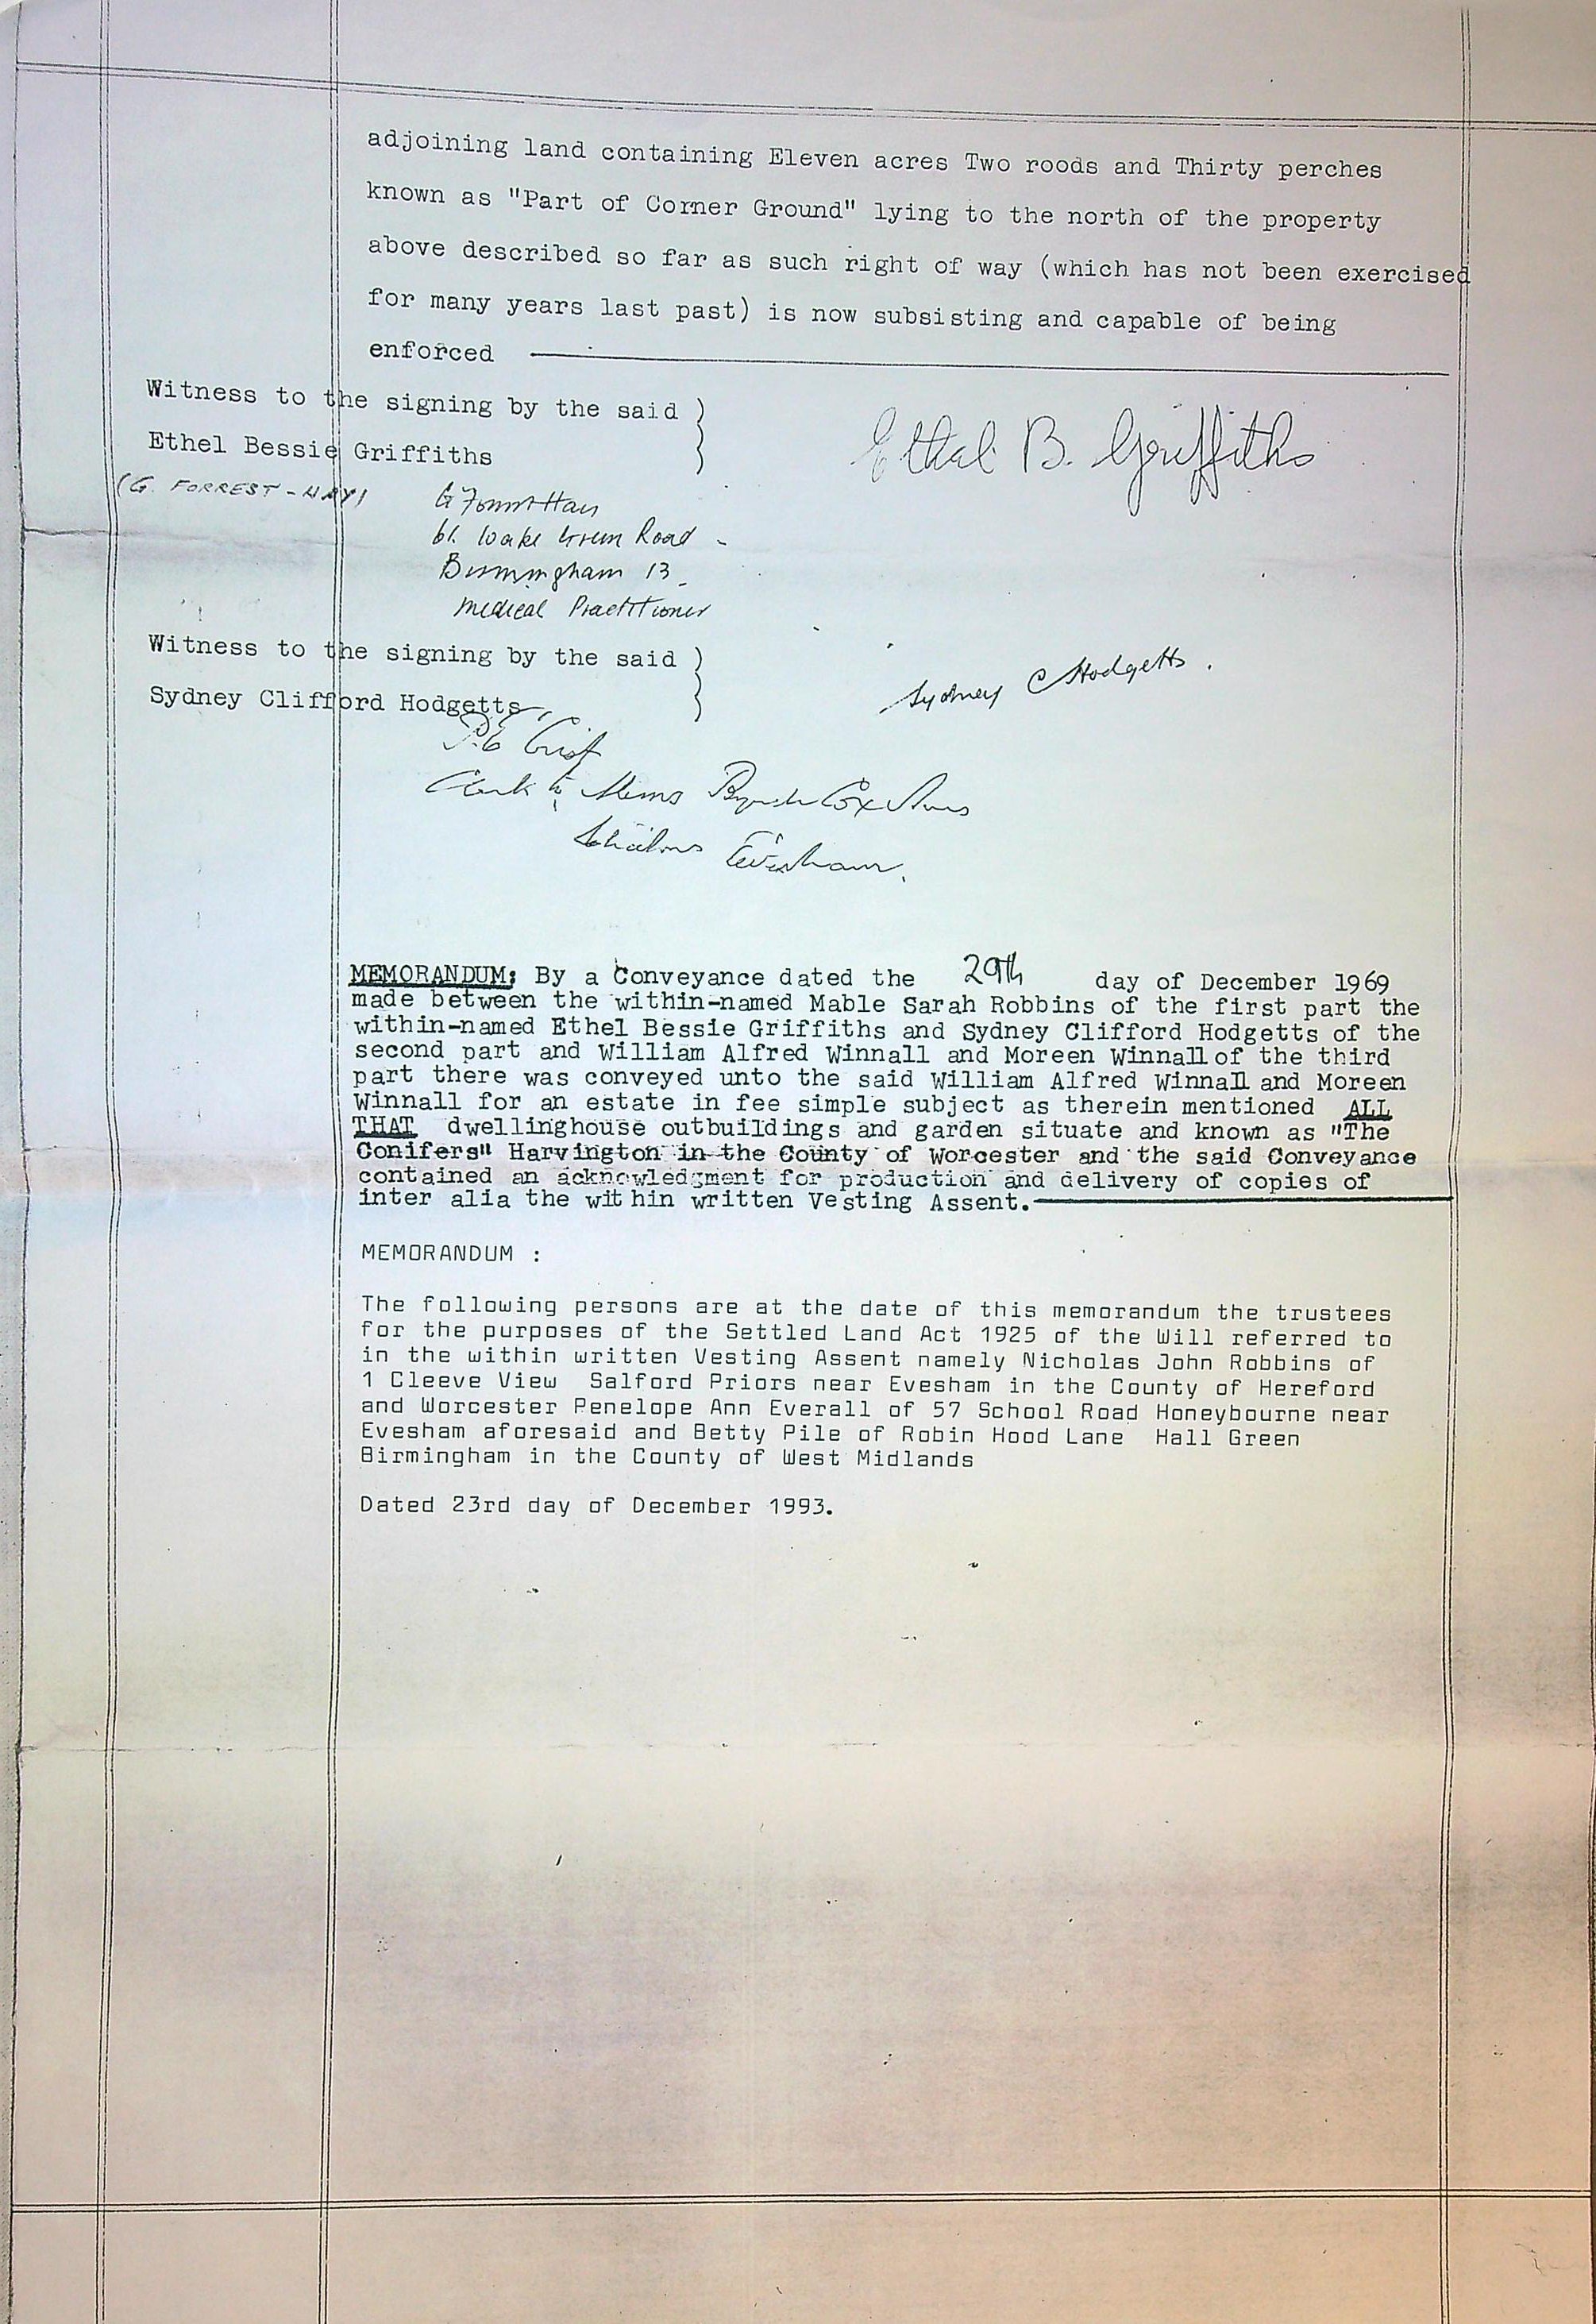 adjoining land containing Eleven acres Two roods and Thirty perches
known as "Part of Corner Ground" lying to the north of the property
above described so far as such right of way (which has not been exercised
for many years last past) is now subsisting and capable of being
enforced
Witness to the signing by the said )
Ethel Bessie Griffiths
Ethel B. Griffiths
(G. FORREST-HAY)
G Forrest Hay
61. Wake Green Road
Birmingham 13
Medical Practitioner
Witness to the signing by the said )
Sydney Clifford Hodgetts
Sydney C Hodgetts.
P.E
Clerk to Messrs Cox
Solicitors Evesham.
MEMORANDUM: By a Conveyance dated the 29th day of December 1969
made between the within-named Mable Sarah Robbins of the first part the
within-named Ethel Bessie Griffiths and Sydney Clifford Hodgetts of the
second part and William Alfred Winnall and Moreen Winnall of the third
part there was conveyed unto the said William Alfred Winnall and Moreen
Winnall for an estate in fee simple subject as therein mentioned ALL
THAT dwellinghouse outbuildings and garden situate and known as "The
Conifers" Harvington in the County of Worcester and the said Conveyance
contained an acknowledgment for production and delivery of copies of
inter alia the within written Vesting Assent.
MEMORANDUM :
The following persons are at the date of this memorandum the trustees
for the purposes of the Settled Land Act 1925 of the Will referred to
in the within written Vesting Assent namely Nicholas John Robbins of
1 Cleeve View Salford Priors near Evesham in the County of Hereford
and Worcester Penelope Ann Everall of 57 School Road Honeybourne near
Evesham aforesaid and Betty Pile of Robin Hood Lane Hall Green
Birmingham in the County of West Midlands
Dated 23rd day of December 1993.